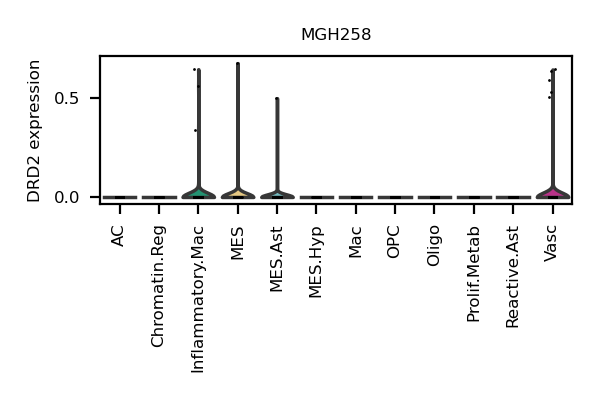 MGH258
DRD2 expression
0.5
0.0
AC
Chromatin.Reg
Inflammatory.Mac
MES
MES.Ast
MES.Hyp
Mac
OPC
Oligo
Prolif.Metab
Reactive.Ast
Vasc